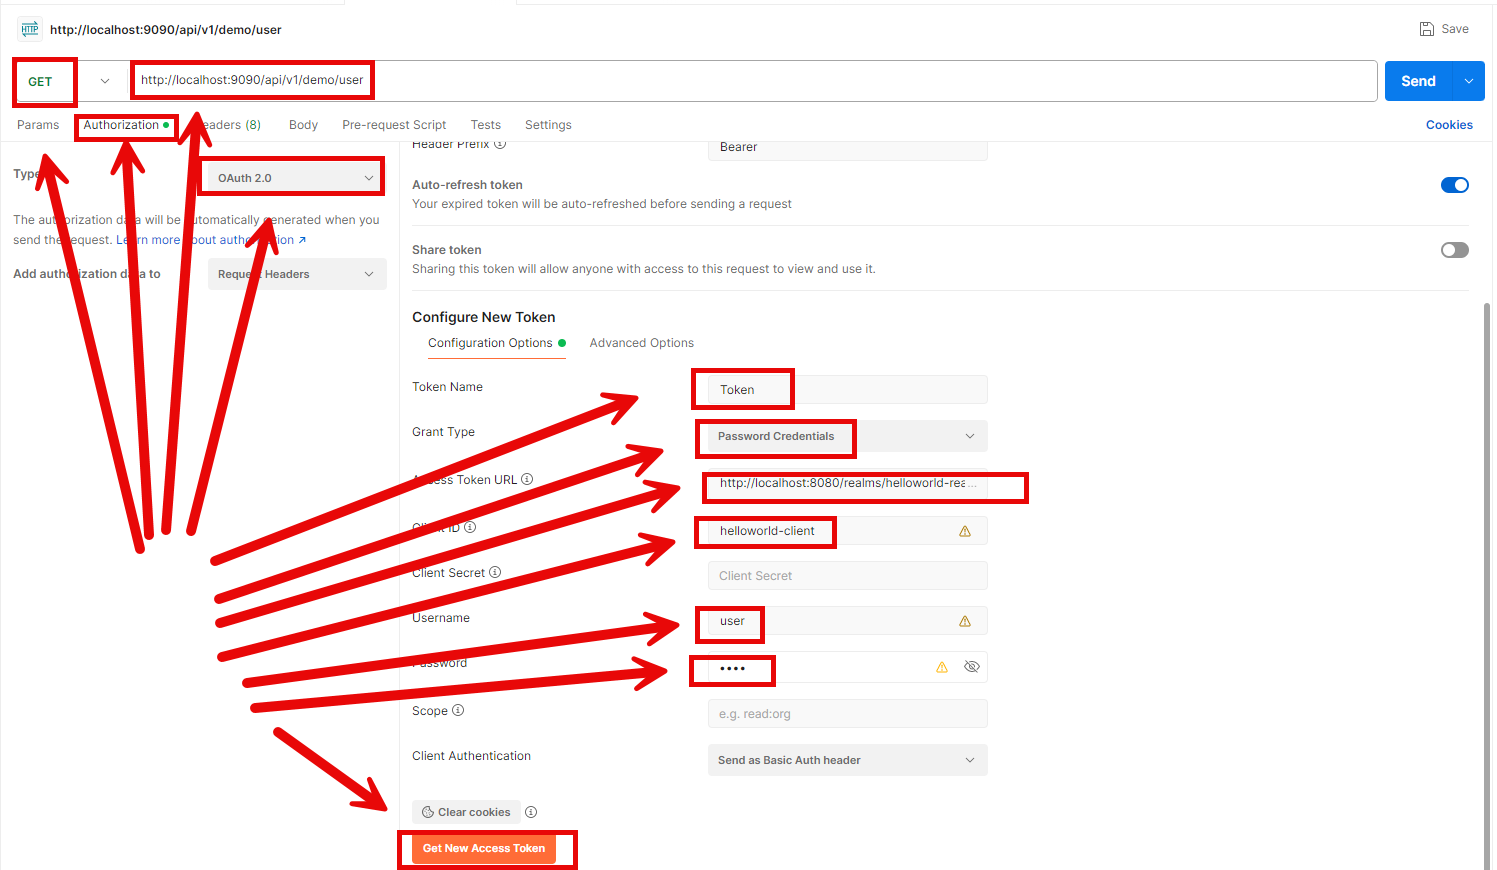 HTTP http://localhost:9090/api/v1/demo/user Save
GET http://localhost:9090/api/v1/demo/user Send
Params Authorization eaders (8) Body Pre-request Script Tests Settings Cookies
Header Prefix Bearer
Type OAuth 2.0
Auto-refresh token
Your expired token will be auto-refreshed before sending a request
The authorization data will be automatically generated when you
send the request. Learn more about authorization ↗
Share token
Sharing this token will allow anyone with access to this request to view and use it.
Add authorization data to Request Headers
Configure New Token
Configuration Options Advanced Options
Token Name Token
Grant Type Password Credentials
Access Token URL http://localhost:8080/realms/helloworld-rea...
Client ID helloworld-client
Client Secret Client Secret
Username user
Password ••••
Scope e.g. read:org
Client Authentication Send as Basic Auth header
Clear cookies
Get New Access Token